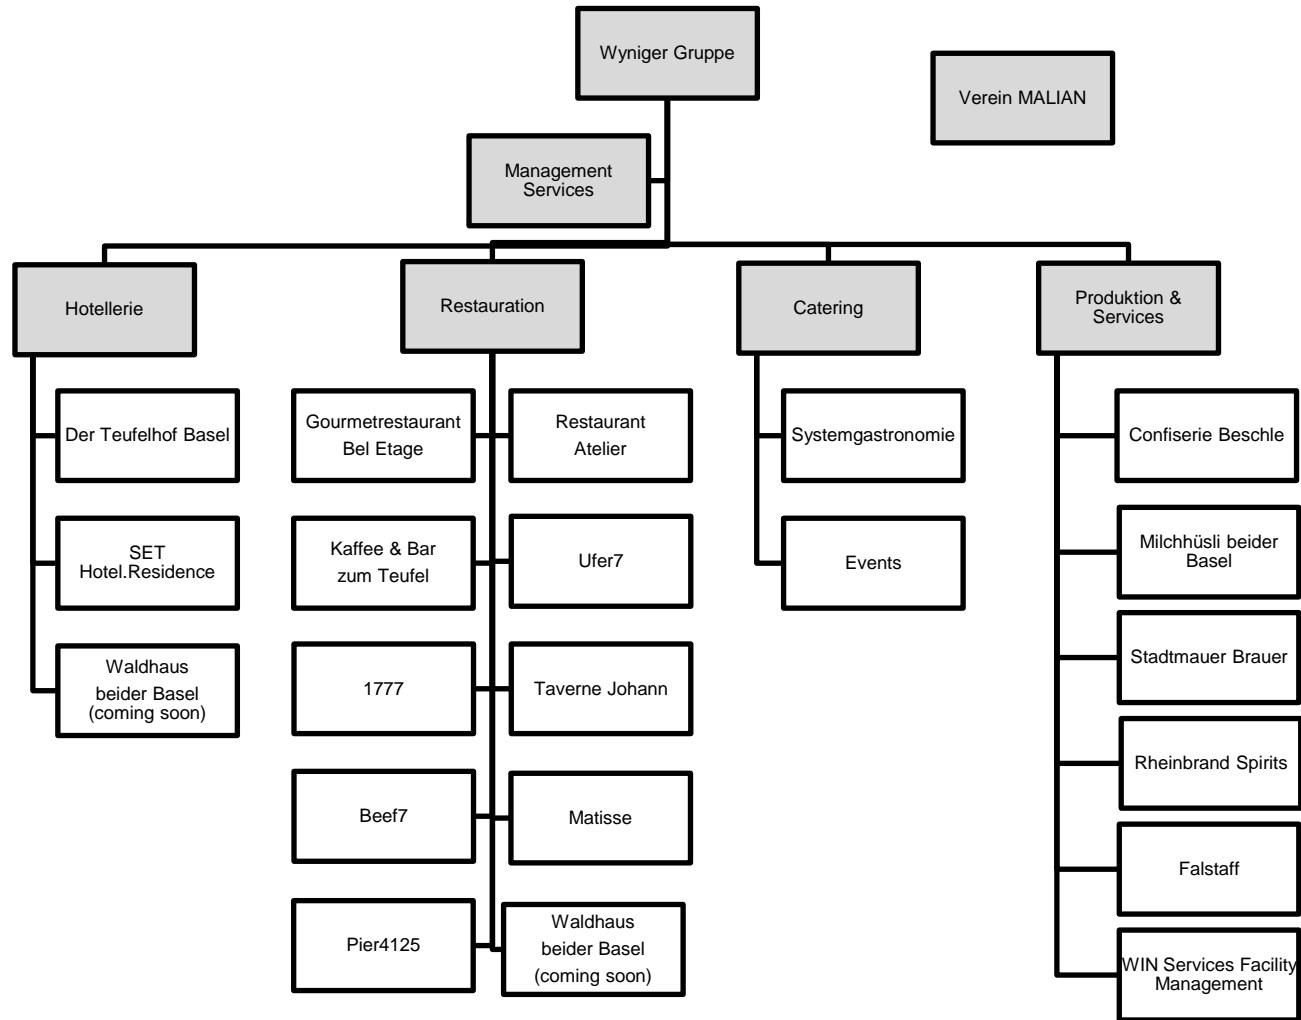 Wyniger Gruppe
Verein MALIAN
Management
Services
Hotellerie
Restauration
Catering
Produktion &
Services
Der Teufelhof Basel
SET
Hotel.Residence
Waldhaus
beider Basel
(coming soon)
Gourmetrestaurant
Bel Etage
Kaffee & Bar
zum Teufel
1777
Beef7
Pier4125
Restaurant
Atelier
Ufer7
Taverne Johann
Matisse
Waldhaus
beider Basel
(coming soon)
Systemgastronomie
Events
Confiserie Beschle
Milchhüsli beider
Basel
Stadtmauer Brauer
Rheinbrand Spirits
Falstaff
WIN Services Facility
Management